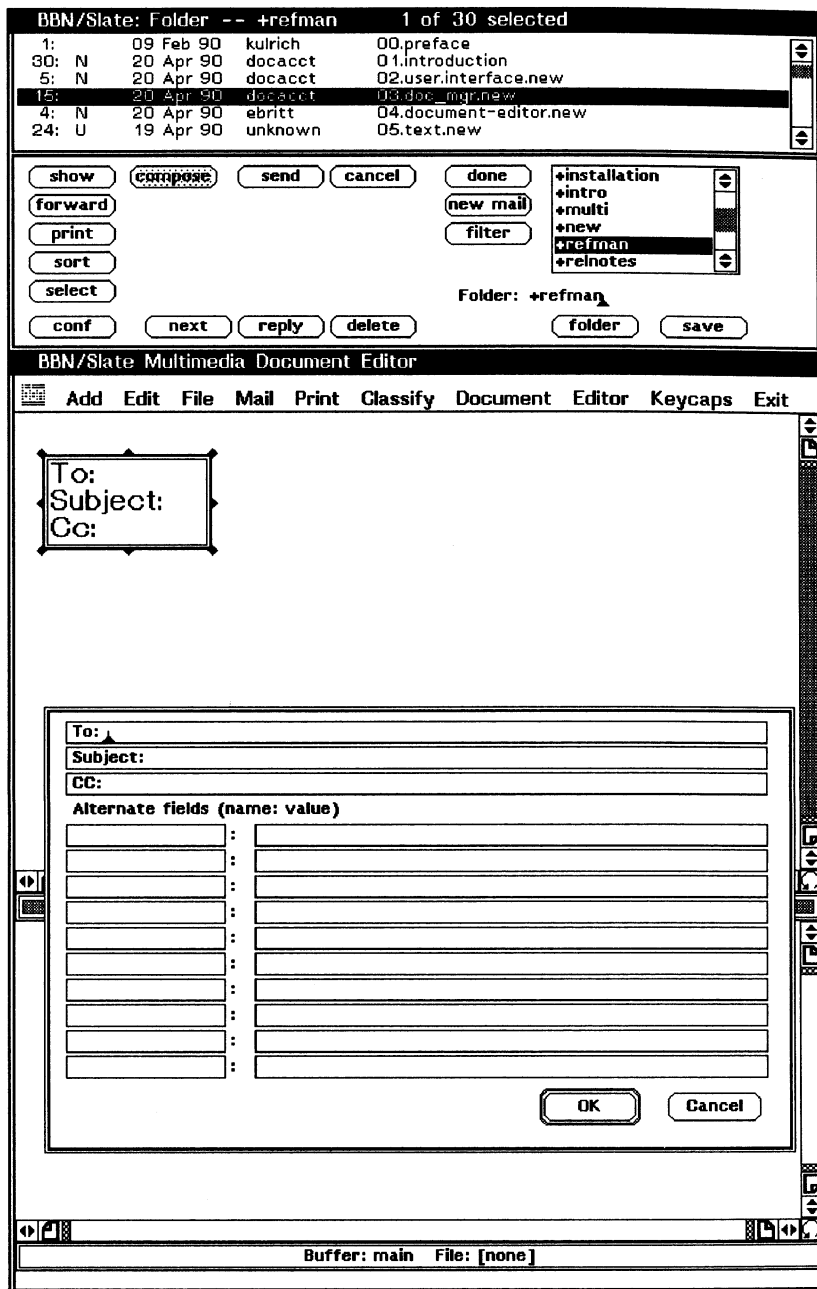 BBN/Slate: Folder -- +refman 1 of 30 selected
1: 09 Feb 90 kulrich 00.preface
30: N 20 Apr 90 docacct 01.introduction
5: N 20 Apr 90 docacct 02.user.interface.new
15: 20 Apr 90 docacct 03.doc_mgr.new
4: N 20 Apr 90 ebritt 04.document-editor.new
24: U 19 Apr 90 unknown 05.text.new
show compose send cancel done +installation
+intro
forward new mail +multi
print filter +new
+refman
sort +relnotes
select Folder: +refman
conf next reply delete folder save
BBN/Slate Multimedia Document Editor
Add Edit File Mail Print Classify Document Editor Keycaps Exit
To:
Subject:
Cc:
To:
Subject:
CC:
Alternate fields (name: value)
:
:
:
:
:
:
:
:
:
:
OK Cancel
Buffer: main File: [none]